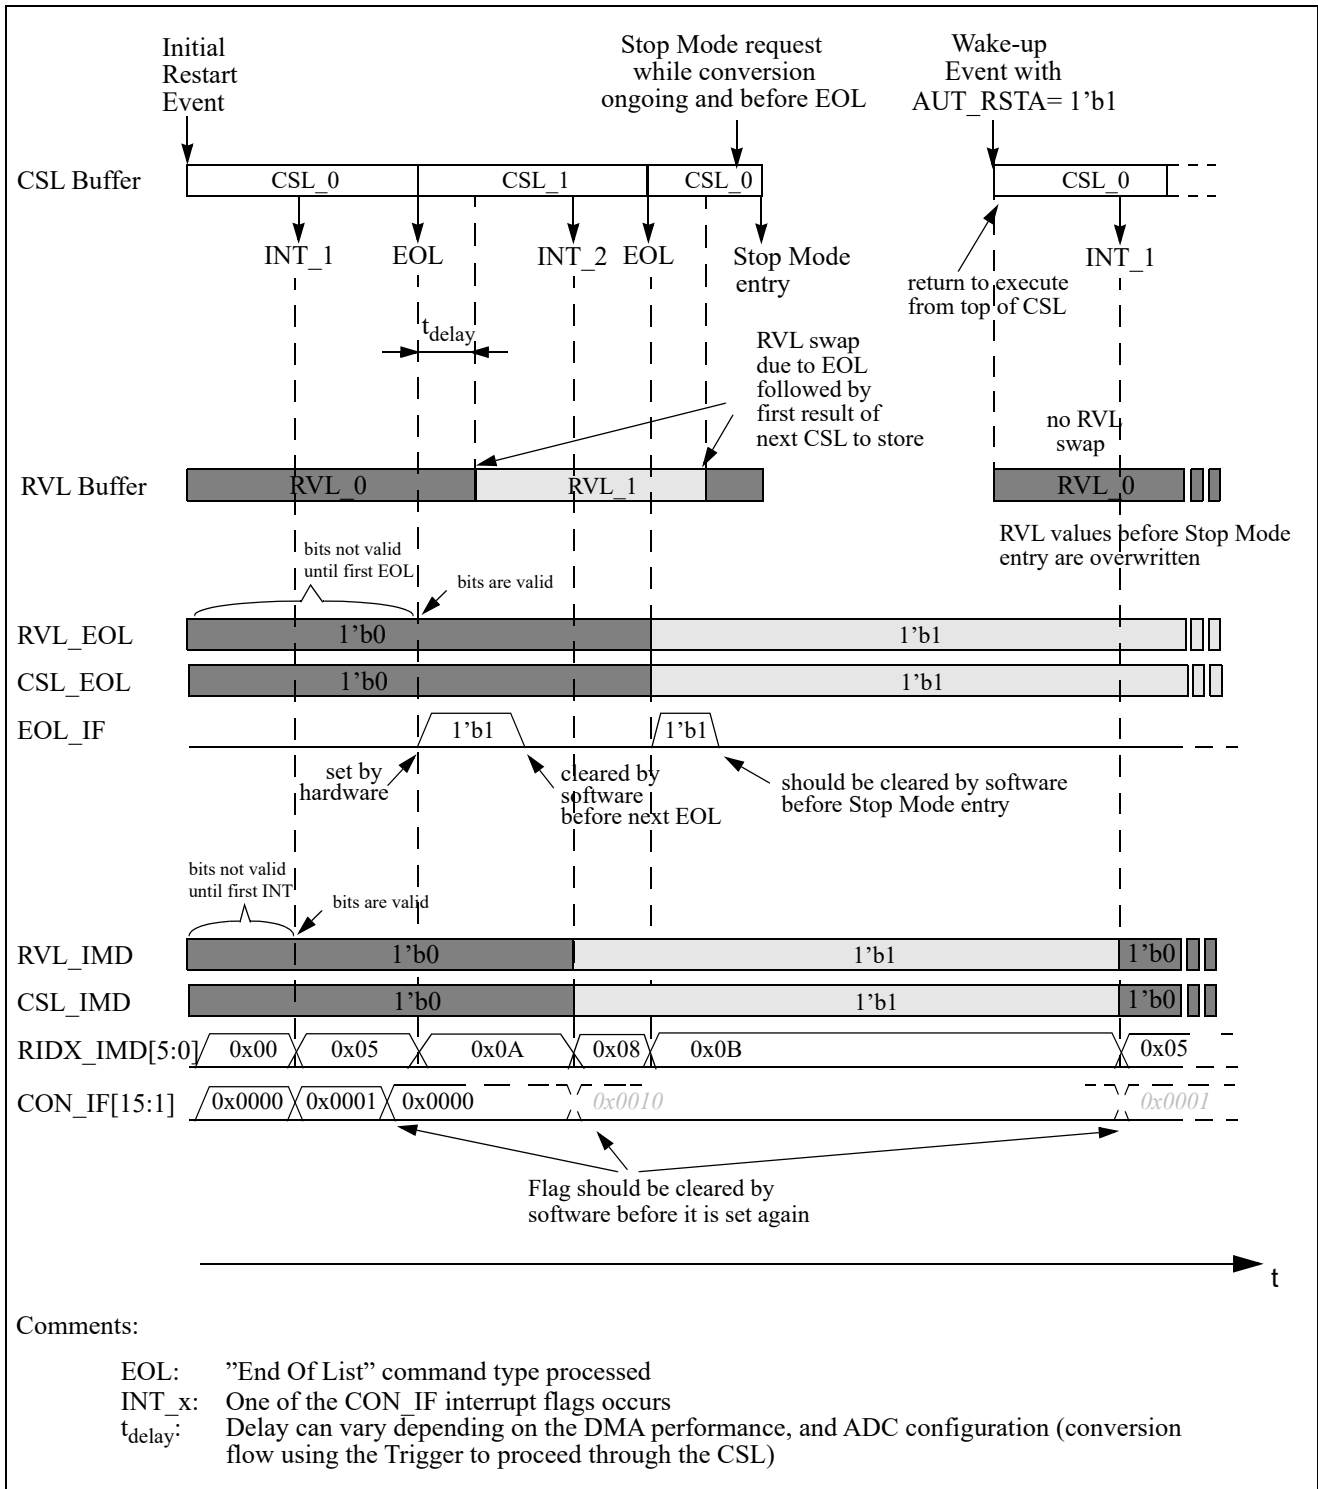 Initial
Restart
Event
Stop Mode request
while conversion
ongoing and before EOL
Wake-up
Event with
AUT_RSTA= 1’b1
CSL Buffer
CSL_0
CSL_1
CSL_0
CSL_0
INT_1
EOL
INT_2
EOL
Stop Mode
entry
INT_1
return to execute
from top of CSL
tdelay
RVL swap
due to EOL
followed by
first result of
next CSL to store
no RVL
swap
RVL Buffer
RVL_0
RVL_1
RVL_0
RVL values before Stop Mode
entry are overwritten
bits not valid
until first EOL
bits are valid
RVL_EOL
1’b0
1’b1
CSL_EOL
1’b0
1’b1
EOL_IF
1’b1
1’b1
set by
hardware
cleared by
software
before next EOL
should be cleared by software
before Stop Mode entry
bits not valid
until first INT
bits are valid
RVL_IMD
1’b0
1’b1
1’b0
CSL_IMD
1’b0
1’b1
1’b0
RIDX_IMD[5:0]
0x00
0x05
0x0A
0x08
0x0B
0x05
CON_IF[15:1]
0x0000
0x0001
0x0000
0x0010
0x0001
Flag should be cleared by
software before it is set again
t
Comments:
EOL: ”End Of List” command type processed
INT_x: One of the CON_IF interrupt flags occurs
tdelay: Delay can vary depending on the DMA performance, and ADC configuration (conversion
flow using the Trigger to proceed through the CSL)